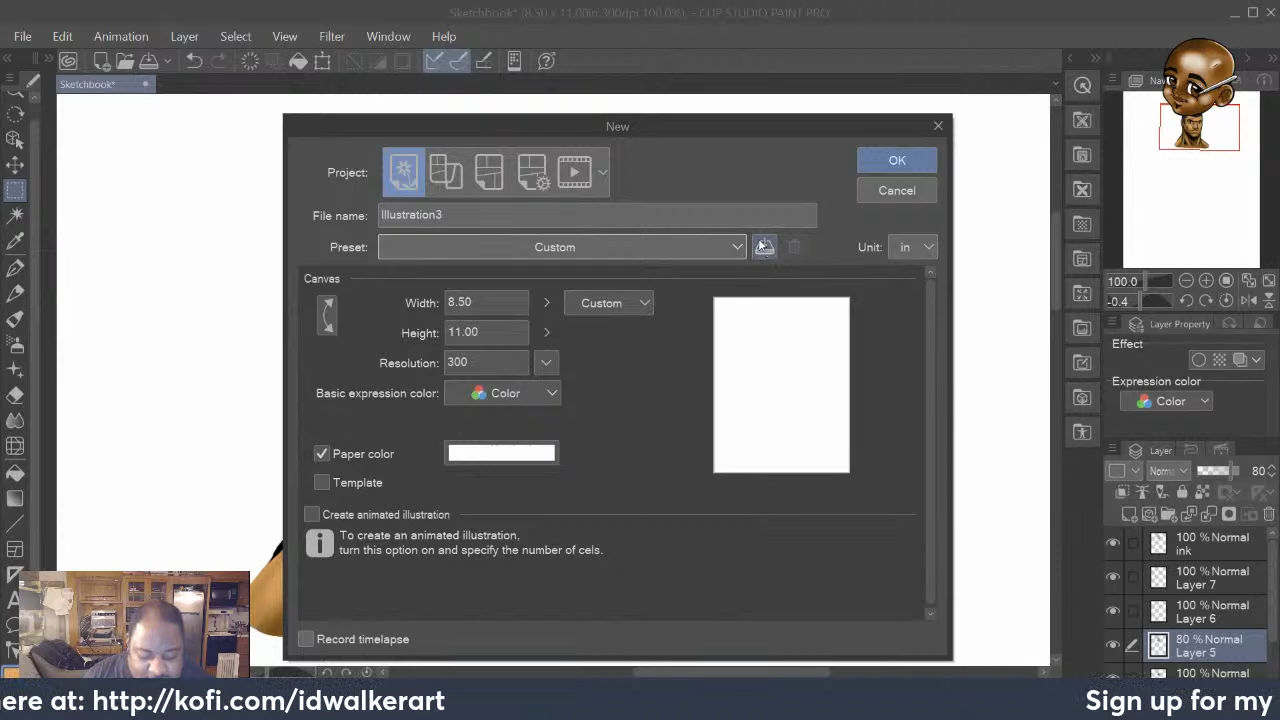 Sketchbook* (8.50 x 11.00in 300dpi 100.0%) - CLIP STUDIO PAINT PRO
File Edit Animation Layer Select View Filter Window Help
Sketchbook*
New
Project:
OK
File name: Illustration3
Cancel
Preset: Custom
Unit: in
Canvas
Width: 8.50 Custom
Height: 11.00
Resolution: 300
Basic expression color: Color
Paper color
Template
Create animated illustration
To create an animated illustration,
turn this option on and specify the number of cels.
Record timelapse
100.0
-0.4
Layer Property
Effect
Expression color
Color
Layer
Norm 80
100 % Normal
ink
100 % Normal
Layer 7
100 % Normal
Layer 6
80 % Normal
Layer 5
100 % Normal
here at: http://kofi.com/idwalkerart
Sign up for my